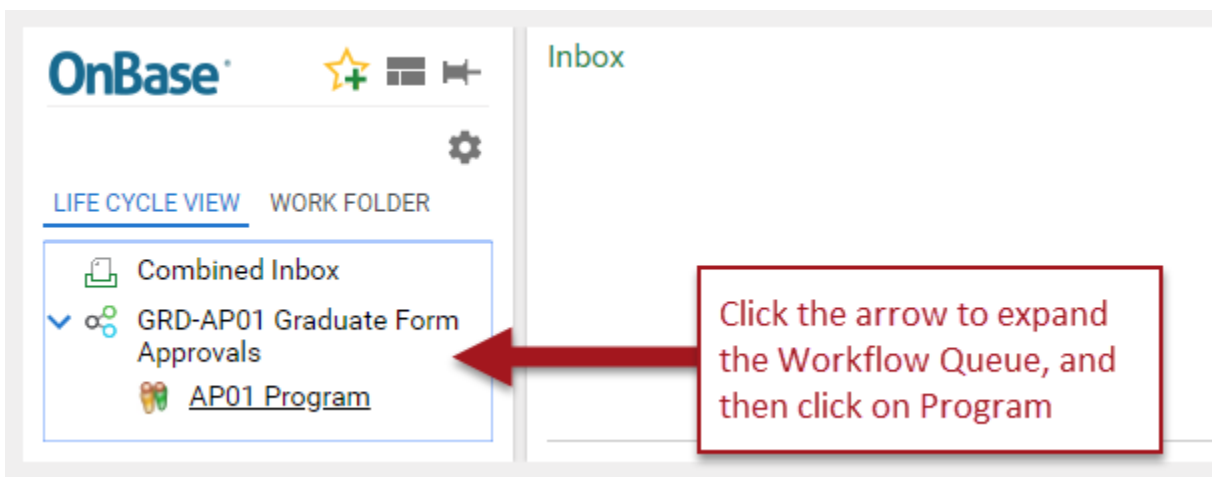 OnBase
Inbox
LIFE CYCLE VIEW WORK FOLDER
Combined Inbox
GRD-AP01 Graduate Form
Approvals
AP01 Program
Click the arrow to expand
the Workflow Queue, and
then click on Program